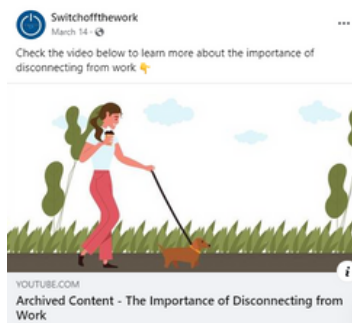 Switchoffthework
March 14 ·
Check the video below to learn more about the importance of
disconnecting from work 👇
i
YOUTUBE.COM
Archived Content - The Importance of Disconnecting from
Work